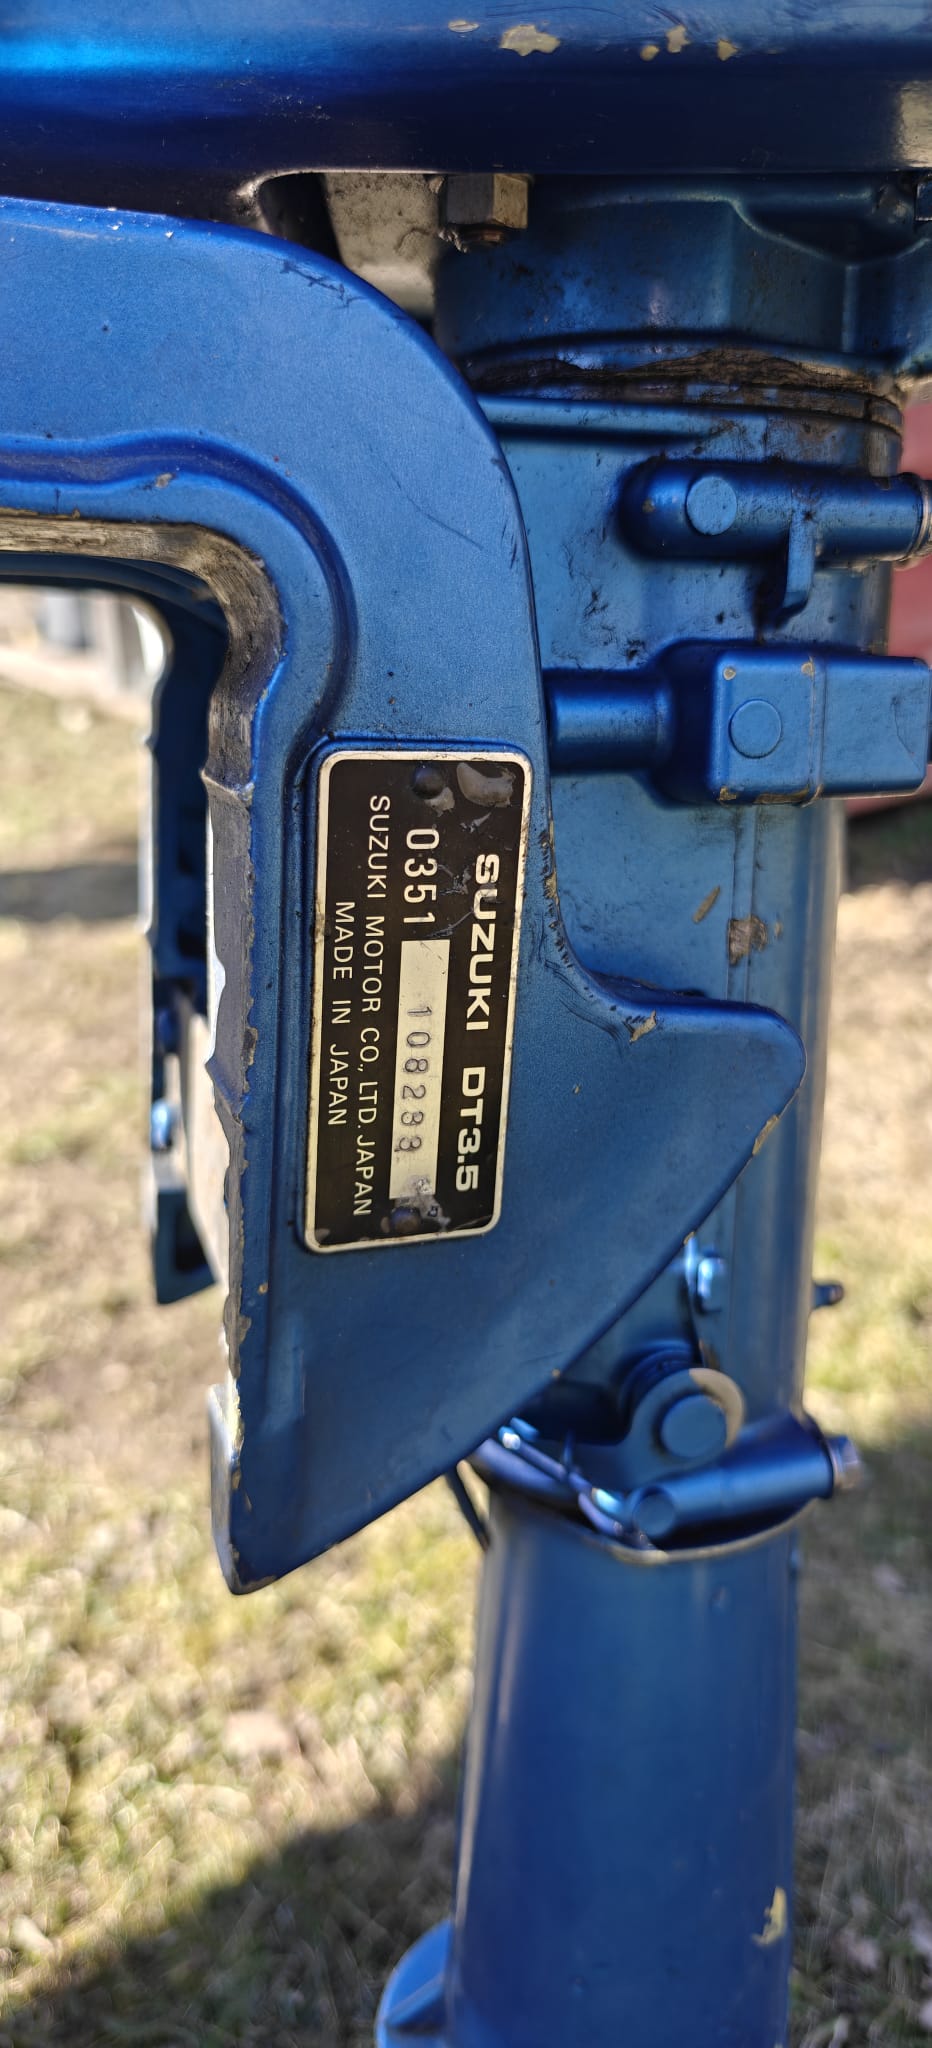 SUZUKI DT3.5
0351 108233
SUZUKI MOTOR CO., LTD. JAPAN
MADE IN JAPAN